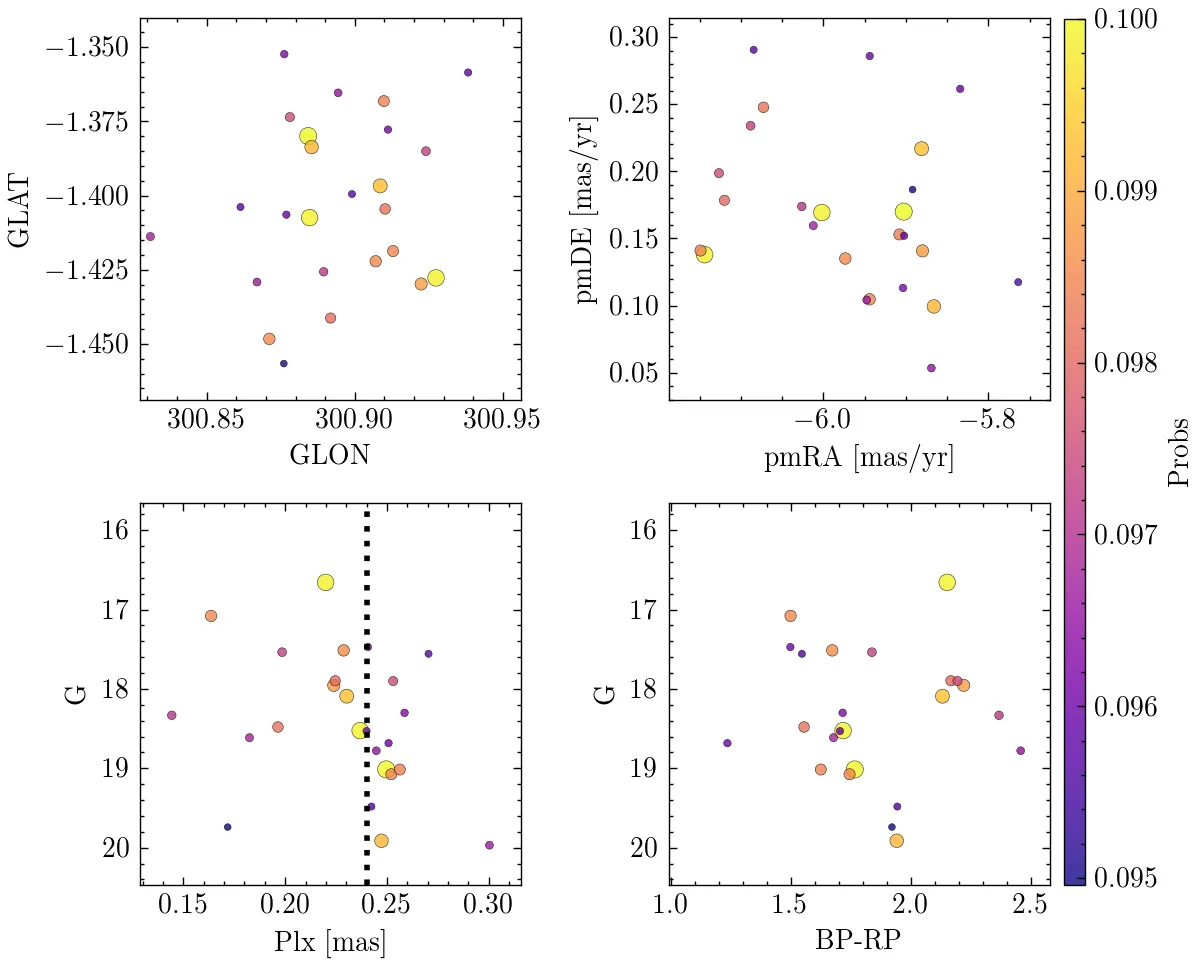 −1.350
−1.375
−1.400
−1.425
−1.450
GLAT
300.85 300.90 300.95
GLON
0.30
0.25
0.20
0.15
0.10
0.05
pmDE [mas/yr]
−6.0 −5.8
pmRA [mas/yr]
16
17
18
19
20
G
0.15 0.20 0.25 0.30
Plx [mas]
16
17
18
19
20
G
1.0 1.5 2.0 2.5
BP-RP
0.100
0.099
0.098
0.097
0.096
0.095
Probs